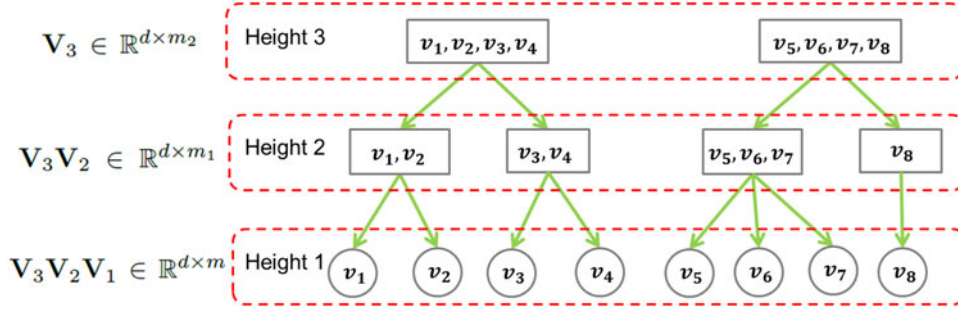 V₃ ∈ ℝ^{d×m₂} Height 3 v₁, v₂, v₃, v₄ v₅, v₆, v₇, v₈
V₃V₂ ∈ ℝ^{d×m₁} Height 2 v₁, v₂ v₃, v₄ v₅, v₆, v₇ v₈
V₃V₂V₁ ∈ ℝ^{d×m} Height 1 v₁ v₂ v₃ v₄ v₅ v₆ v₇ v₈